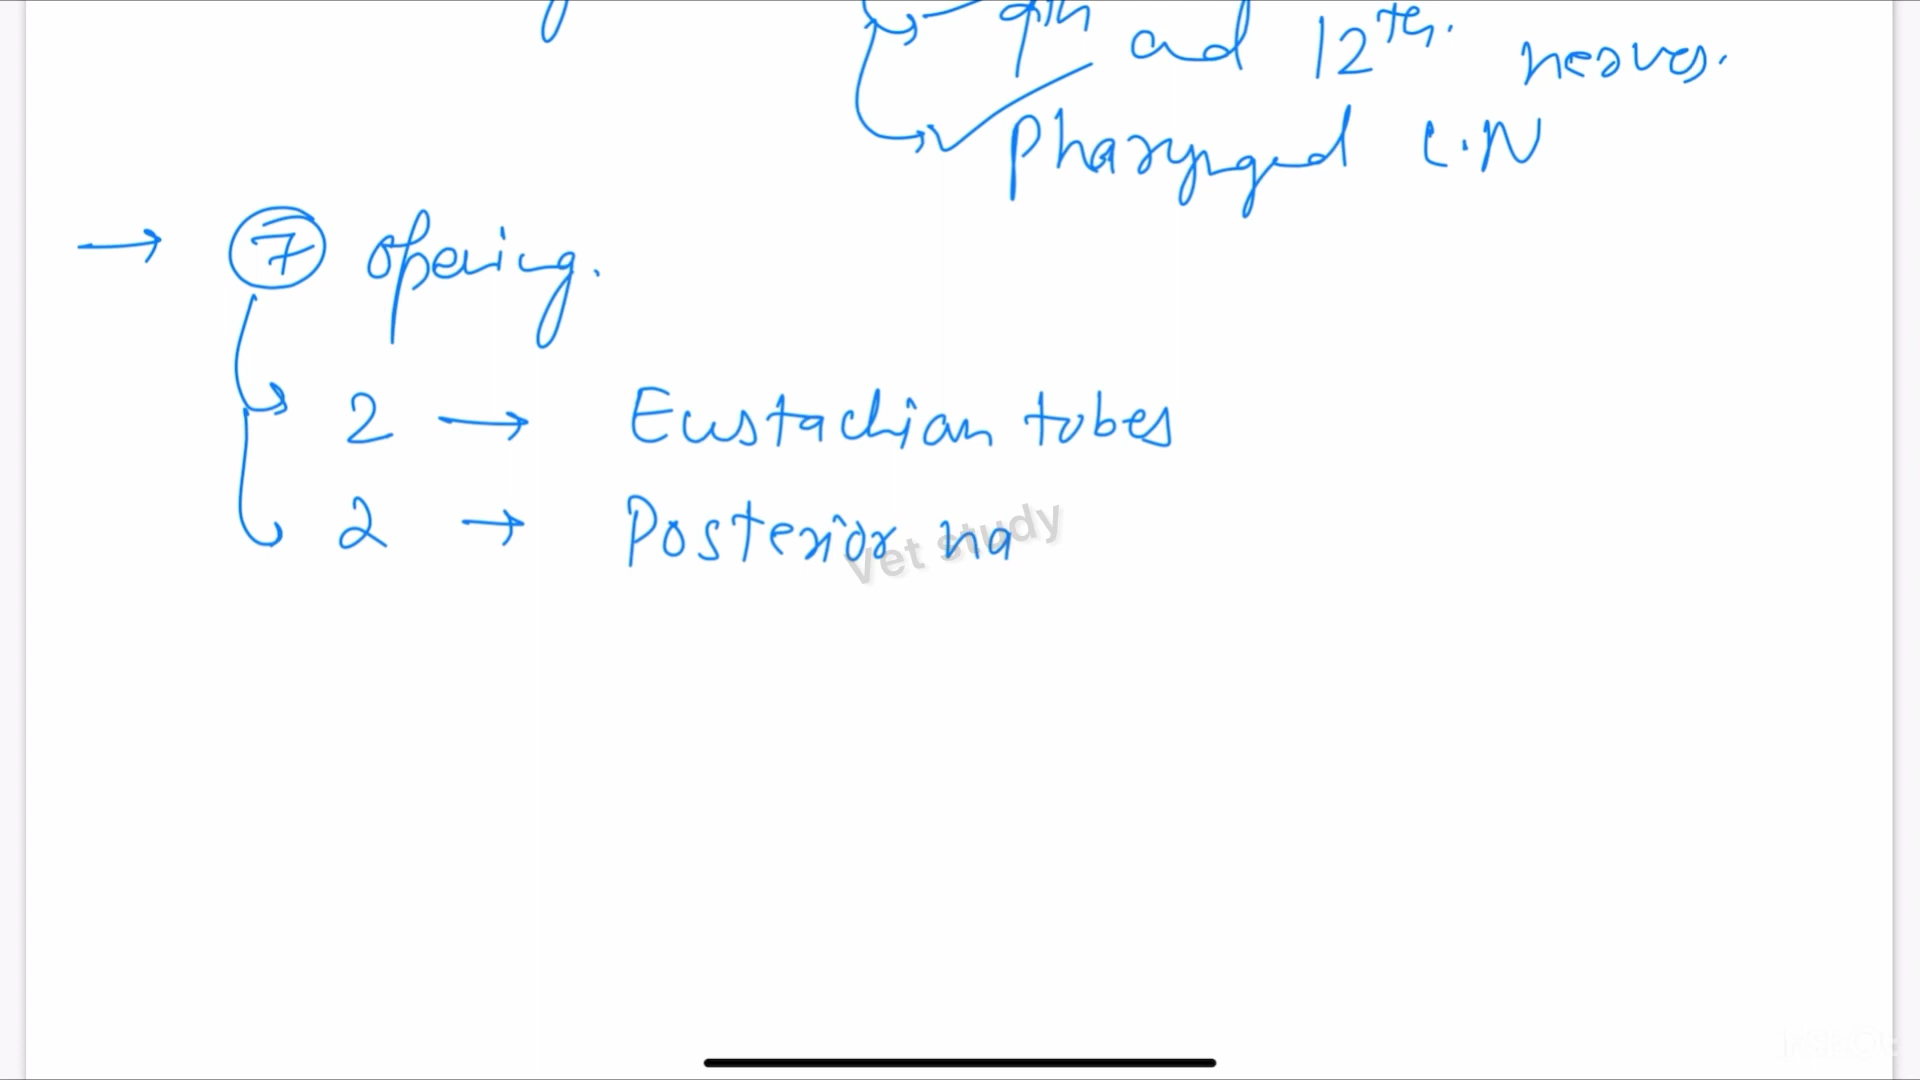 9th and 12th. nerves.
Pharyngeal C.N
→ 7 opening.
2 → Eustachian tubes
2 → Posterior na
Vet study